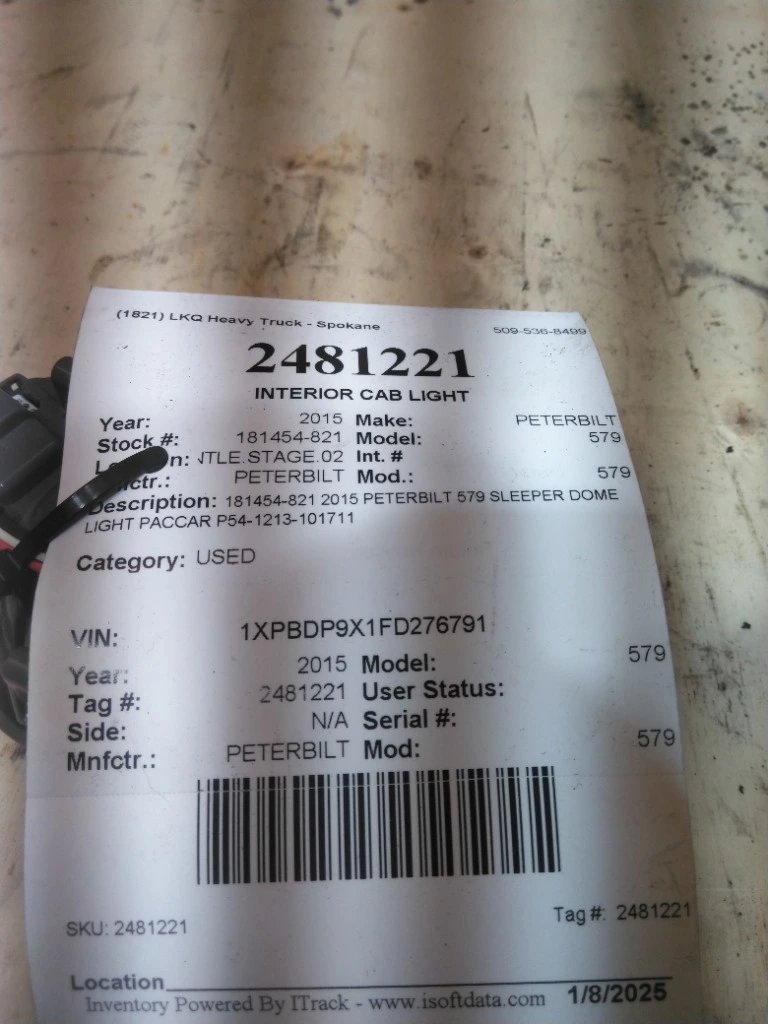 (1821) LKQ Heavy Truck - Spokane 509-536-8499
2481221
INTERIOR CAB LIGHT
Year: 2015 Make: PETERBILT
Stock #: 181454-821 Model: 579
NTLE.STAGE.02 Int. #
PETERBILT Mod.: 579
Description: 181454-821 2015 PETERBILT 579 SLEEPER DOME
LIGHT PACCAR P54-1213-101711
Category: USED
VIN: 1XPBDP9X1FD276791
Year: 2015 Model: 579
Tag #: 2481221 User Status:
Side: N/A Serial #:
Mnfctr.: PETERBILT Mod: 579
SKU: 2481221 Tag #: 2481221
Location
Inventory Powered By ITrack - www.isoftdata.com 1/8/2025